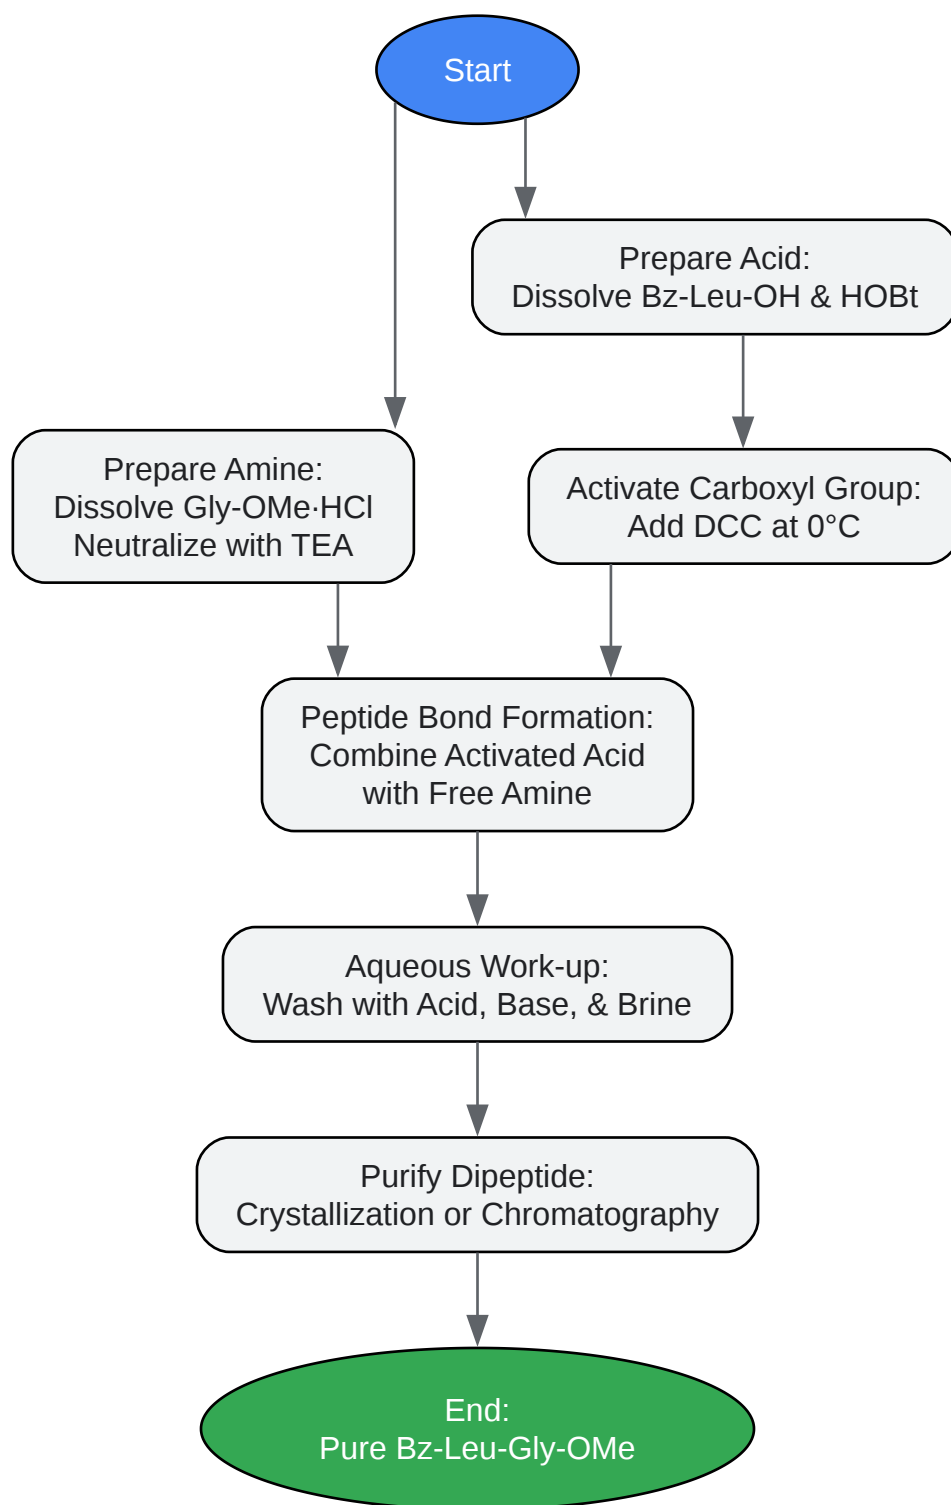 Start
Prepare Acid:
Dissolve Bz-Leu-OH & HOBt
Prepare Amine:
Dissolve Gly-OMe·HCl
Neutralize with TEA
Activate Carboxyl Group:
Add DCC at 0°C
Peptide Bond Formation:
Combine Activated Acid
with Free Amine
Aqueous Work-up:
Wash with Acid, Base, & Brine
Purify Dipeptide:
Crystallization or Chromatography
End:
Pure Bz-Leu-Gly-OMe